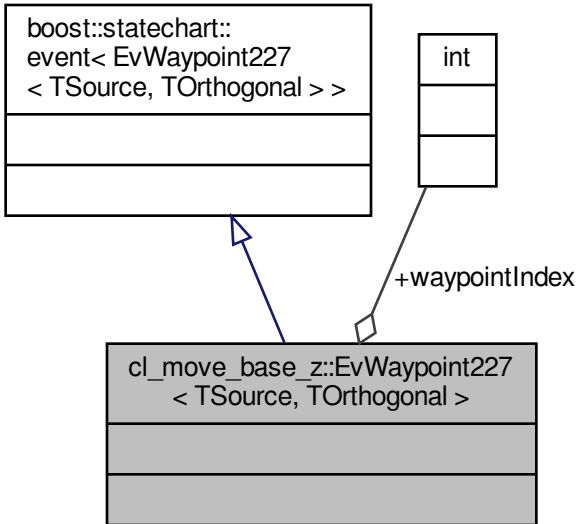 boost::statechart::
event< EvWaypoint227
< TSource, TOrthogonal > >
int
+waypointIndex
cl_move_base_z::EvWaypoint227
< TSource, TOrthogonal >